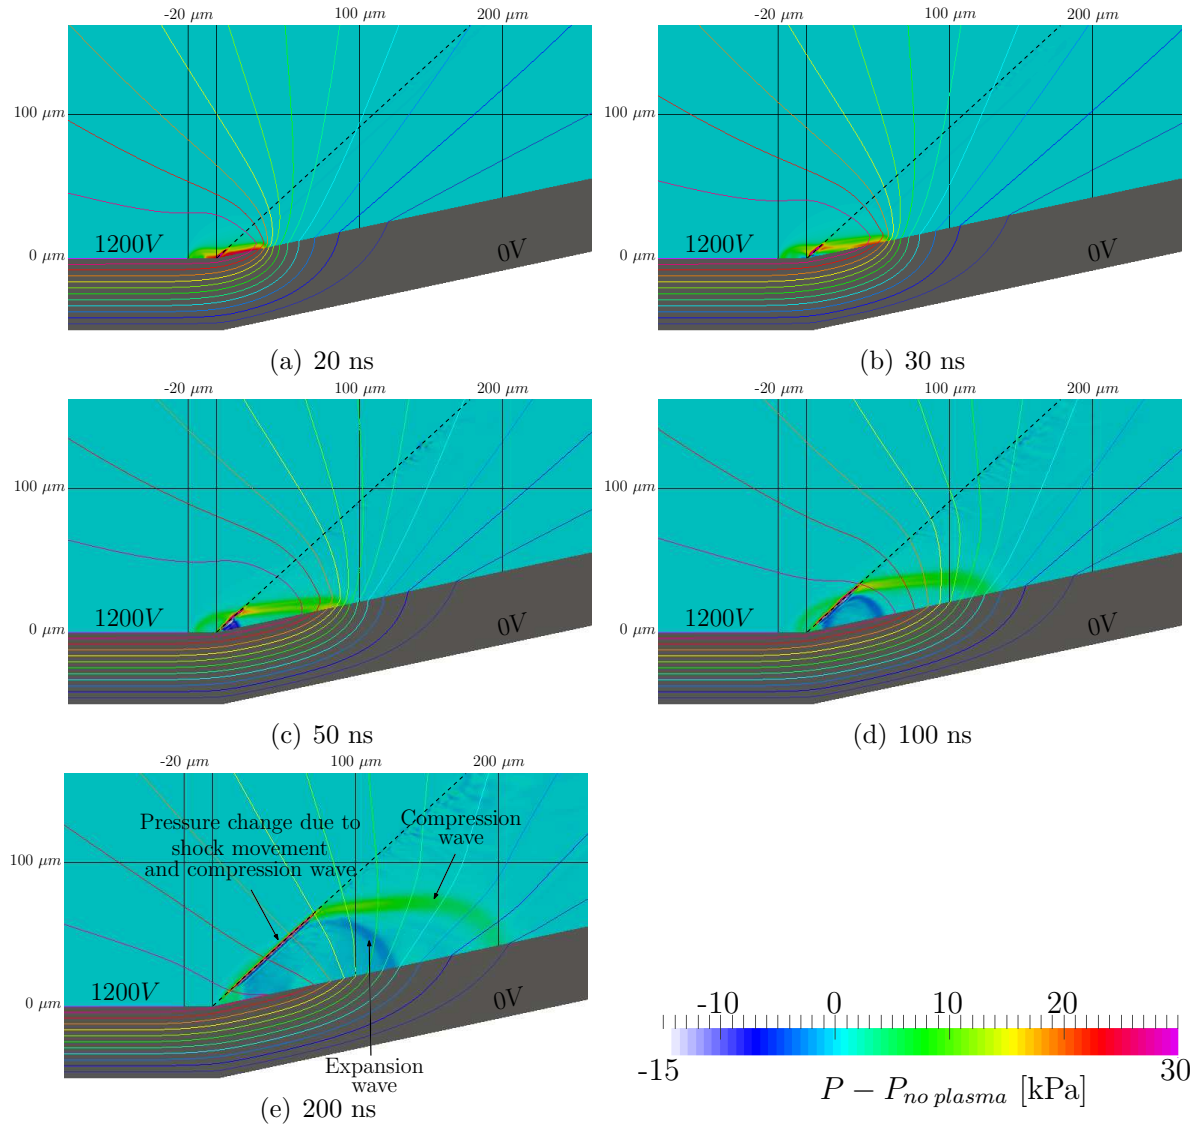 -20 μm 100 μm 200 μm
-20 μm 100 μm 200 μm
100 μm
100 μm
1200V 0V
1200V 0V
0 μm
0 μm
(a) 20 ns
(b) 30 ns
-20 μm 100 μm 200 μm
-20 μm 100 μm 200 μm
100 μm
100 μm
1200V 0V
1200V 0V
0 μm
0 μm
(c) 50 ns
(d) 100 ns
-20 μm 100 μm 200 μm
Pressure change due to
shock movement
and compression wave
Compression
wave
100 μm
1200V 0V
0 μm
Expansion
wave
(e) 200 ns
-10 0 10 20
-15 30
P − Pno plasma [kPa]